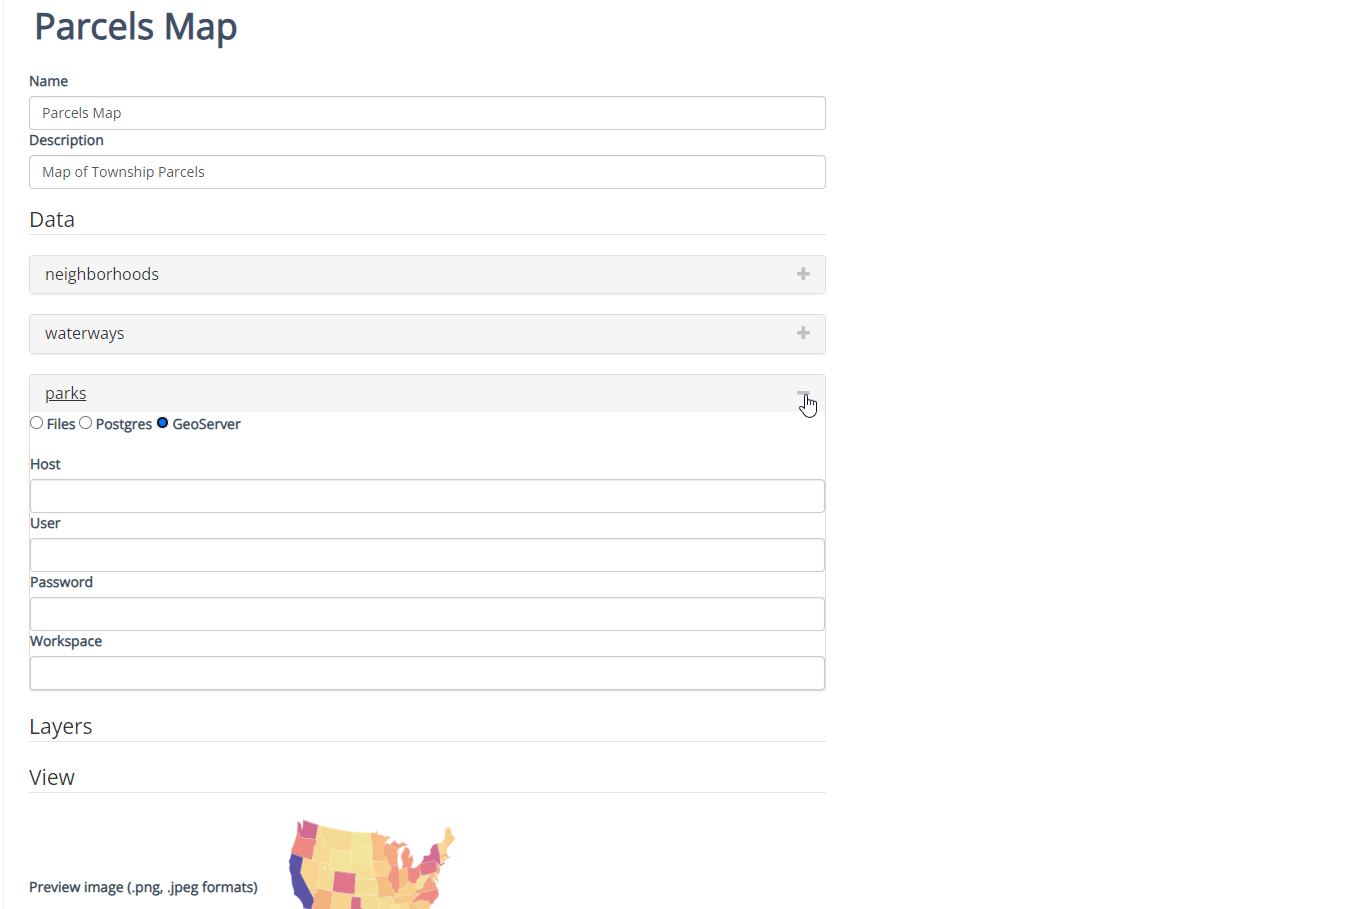 Parcels Map
Name
Parcels Map
Description
Map of Township Parcels
Data
neighborhoods
waterways
parks
Files Postgres GeoServer
Host
User
Password
Workspace
Layers
View
Preview image (.png, .jpeg formats)